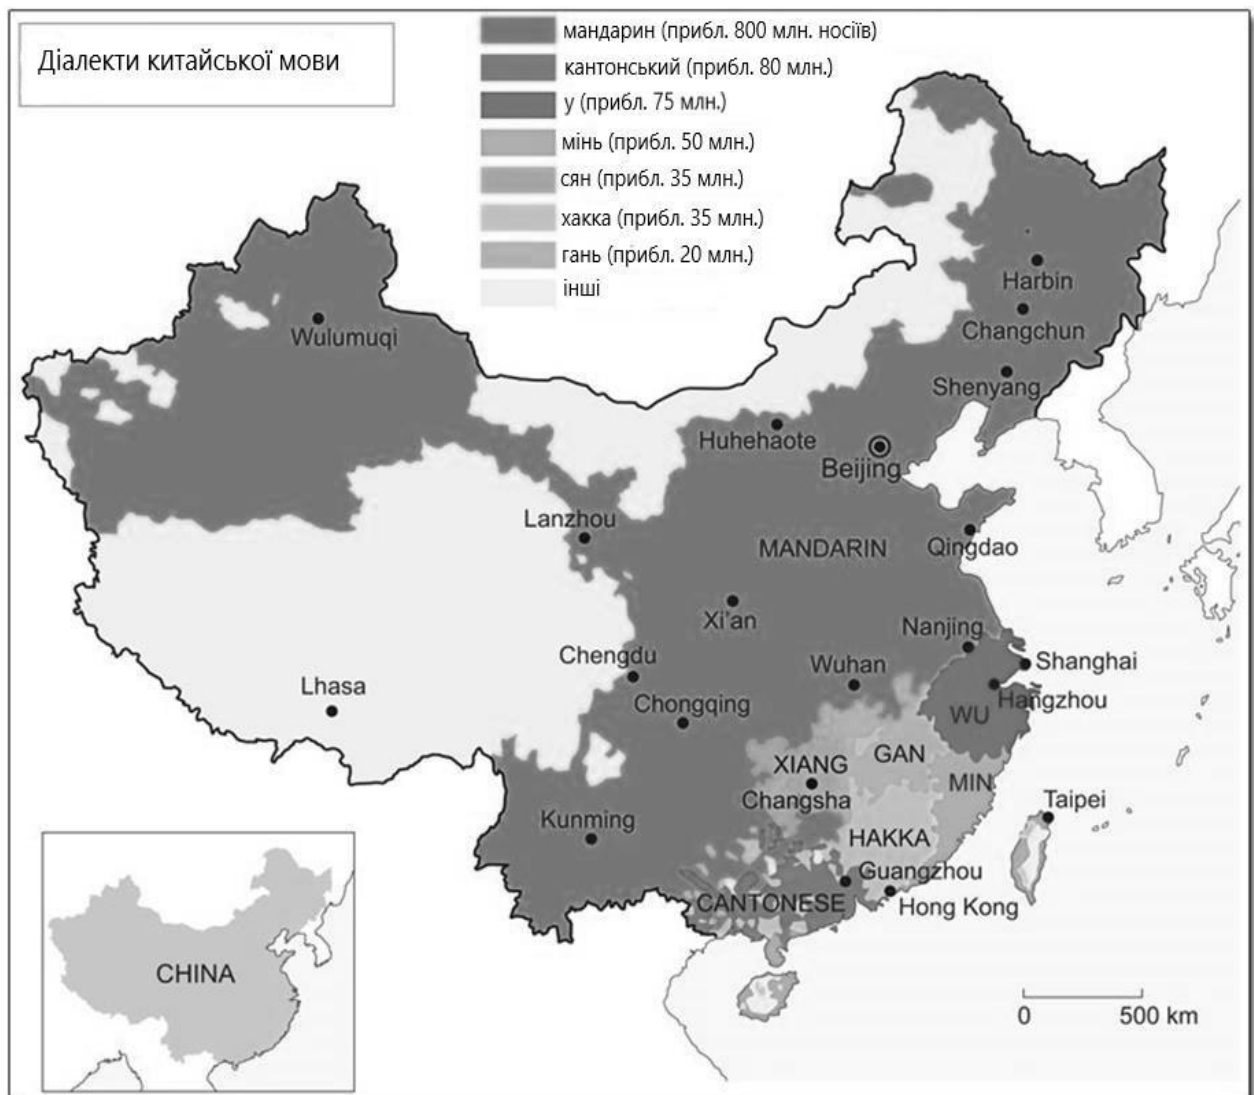 Діалекти китайської мови
мандарин (прибл. 800 млн. носіїв)
кантонський (прибл. 80 млн.)
у (прибл. 75 млн.)
мінь (прибл. 50 млн.)
сян (прибл. 35 млн.)
хакка (прибл. 35 млн.)
гань (прибл. 20 млн.)
інші
Harbin
Changchun
Wulumuqi
Shenyang
Huhehaote
Beijing
Lanzhou
MANDARIN
Qingdao
Xi'an
Nanjing
Chengdu
Wuhan
Shanghai
Lhasa
Chongqing
Hangzhou
WU
GAN
XIANG
MIN
Changsha
Taipei
Kunming
HAKKA
Guangzhou
CANTONESE
Hong Kong
CHINA
0 500 km